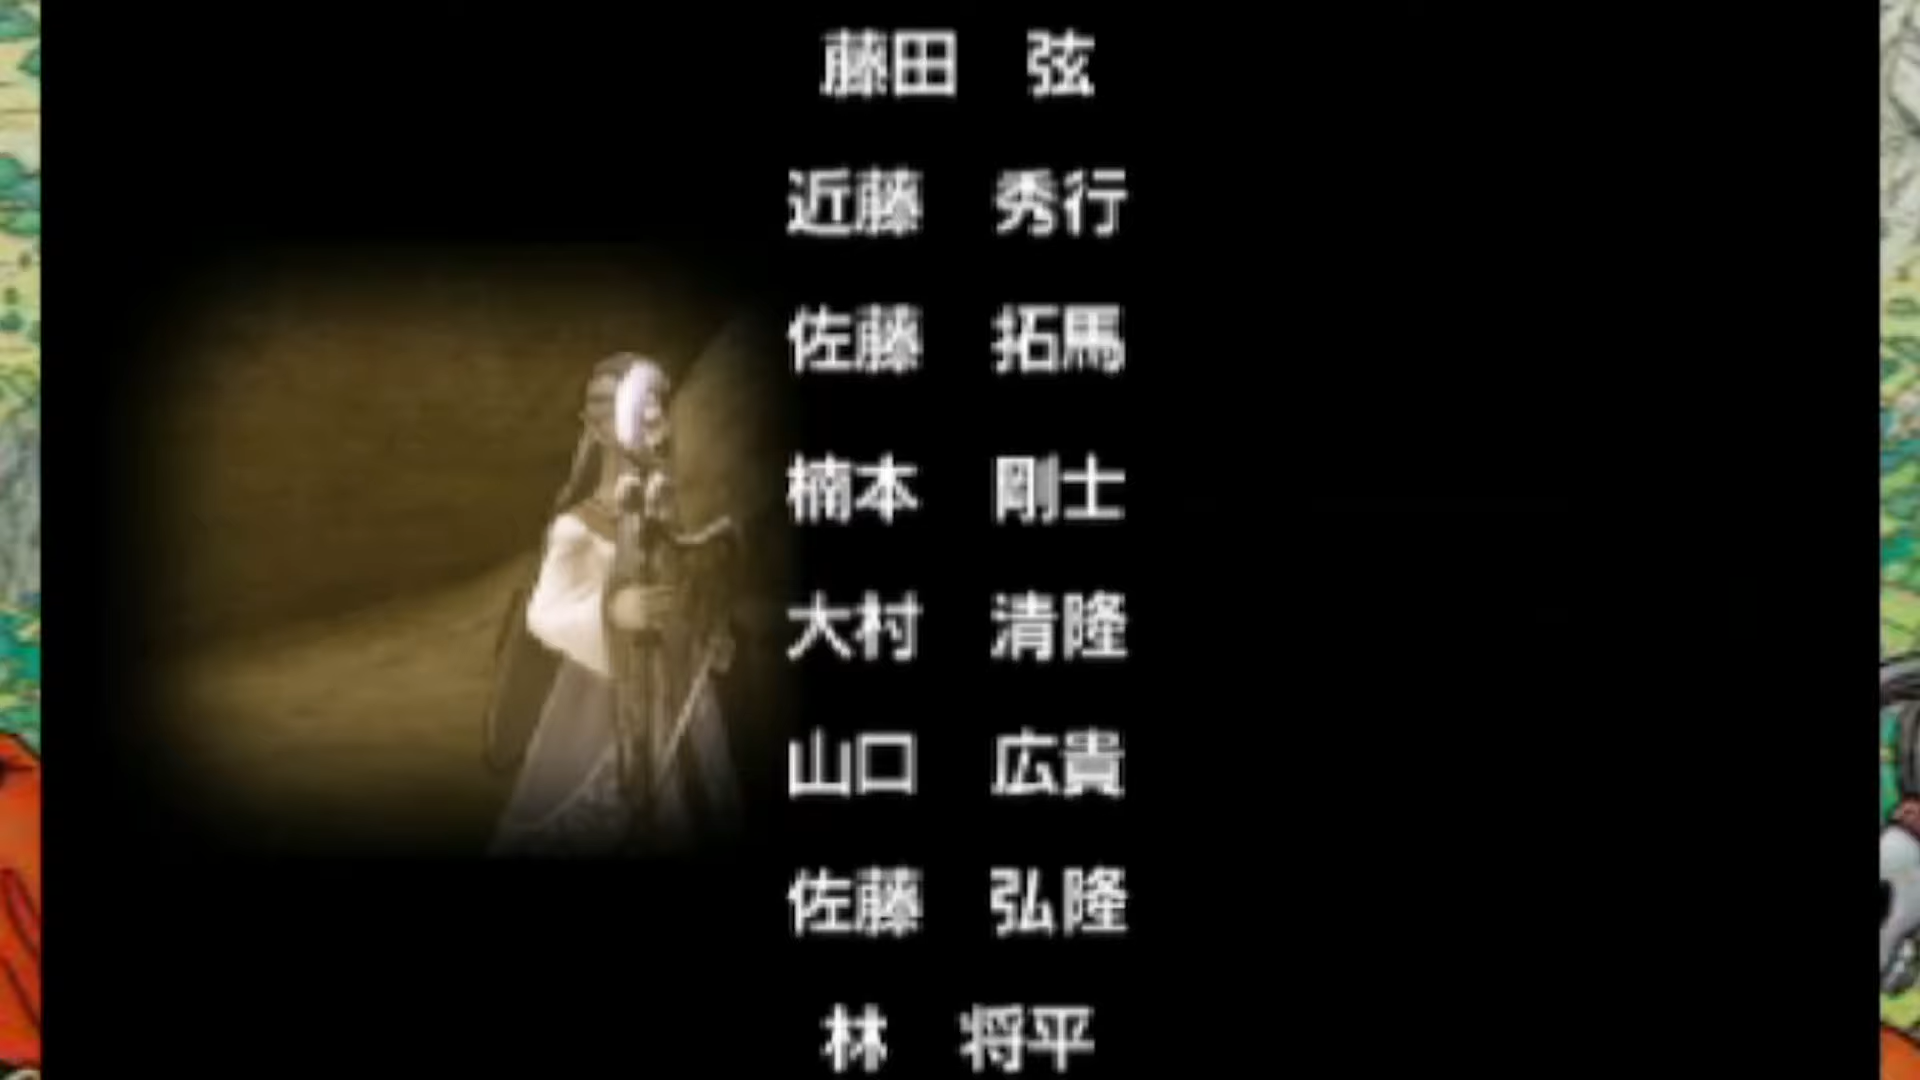 藤田　弦
近藤　秀行
佐藤　拓馬
楠本　剛士
大村　清隆
山口　広貴
佐藤　弘隆
林　将平